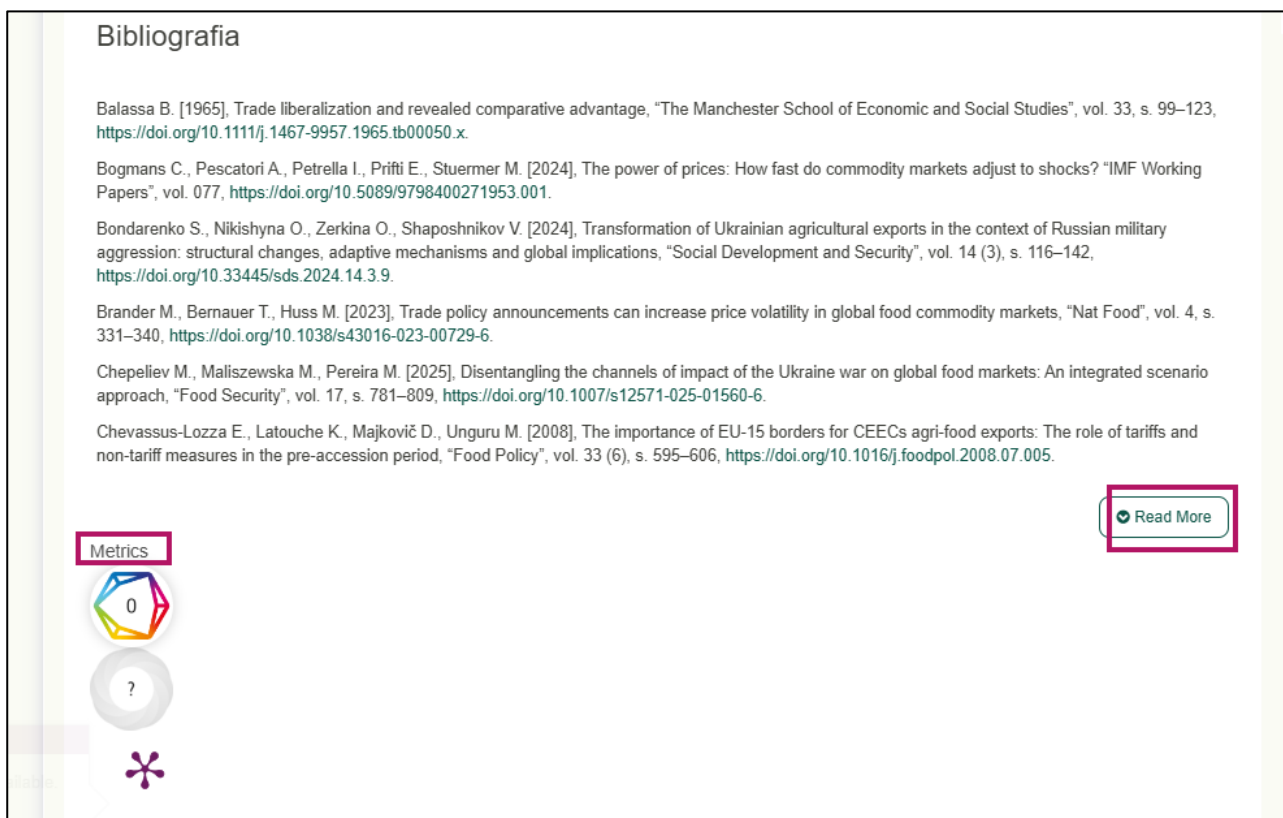 Bibliografia
Balassa B. [1965], Trade liberalization and revealed comparative advantage, “The Manchester School of Economic and Social Studies”, vol. 33, s. 99–123,
https://doi.org/10.1111/j.1467-9957.1965.tb00050.x.
Bogmans C., Pescatori A., Petrella I., Prifti E., Stuermer M. [2024], The power of prices: How fast do commodity markets adjust to shocks? “IMF Working
Papers”, vol. 077, https://doi.org/10.5089/9798400271953.001.
Bondarenko S., Nikishyna O., Zerkina O., Shaposhnikov V. [2024], Transformation of Ukrainian agricultural exports in the context of Russian military
aggression: structural changes, adaptive mechanisms and global implications, “Social Development and Security”, vol. 14 (3), s. 116–142,
https://doi.org/10.33445/sds.2024.14.3.9.
Brander M., Bernauer T., Huss M. [2023], Trade policy announcements can increase price volatility in global food commodity markets, “Nat Food”, vol. 4, s.
331–340, https://doi.org/10.1038/s43016-023-00729-6.
Chepeliev M., Maliszewska M., Pereira M. [2025], Disentangling the channels of impact of the Ukraine war on global food markets: An integrated scenario
approach, “Food Security”, vol. 17, s. 781–809, https://doi.org/10.1007/s12571-025-01560-6.
Chevassus-Lozza E., Latouche K., Majkovič D., Unguru M. [2008], The importance of EU-15 borders for CEECs agri-food exports: The role of tariffs and
non-tariff measures in the pre-accession period, “Food Policy”, vol. 33 (6), s. 595–606, https://doi.org/10.1016/j.foodpol.2008.07.005.
Read More
Metrics
0
?